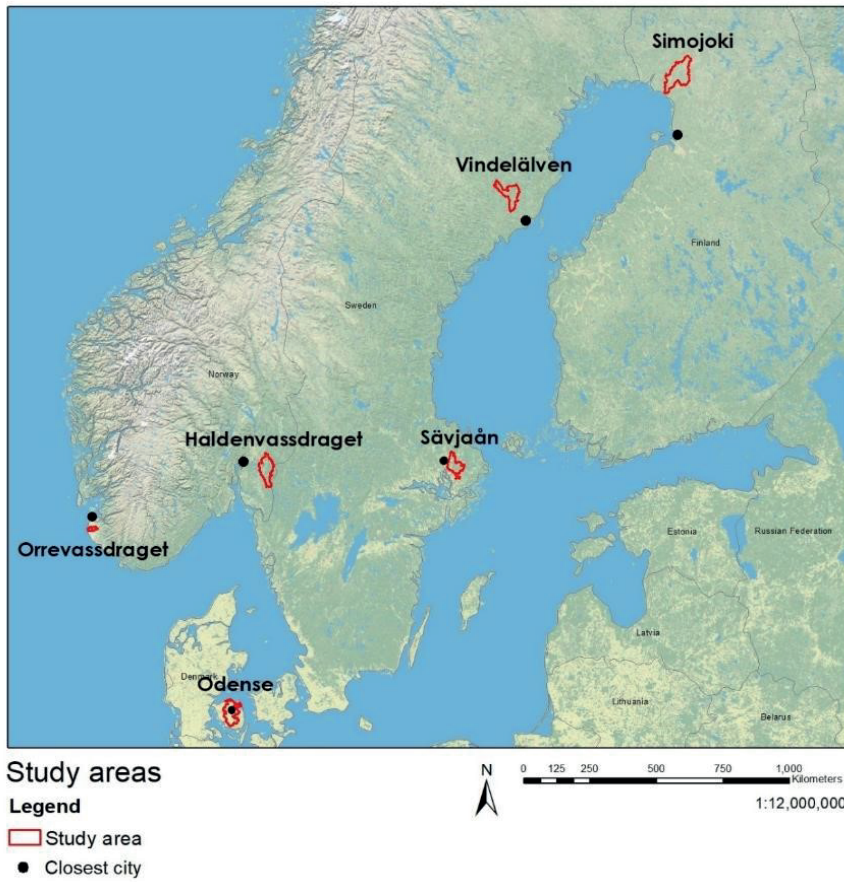 Simojoki
Vindelälven
Finland
Sweden
Norway
Haldenvassdraget
Sävjaån
Orrevassdraget
Estonia
Russian Federation
Latvia
Denmark
Odense
Lithuania
Belarus
Study areas
N
0 125 250 500 750 1,000
Kilometers
1:12,000,000
Legend
Study area
Closest city